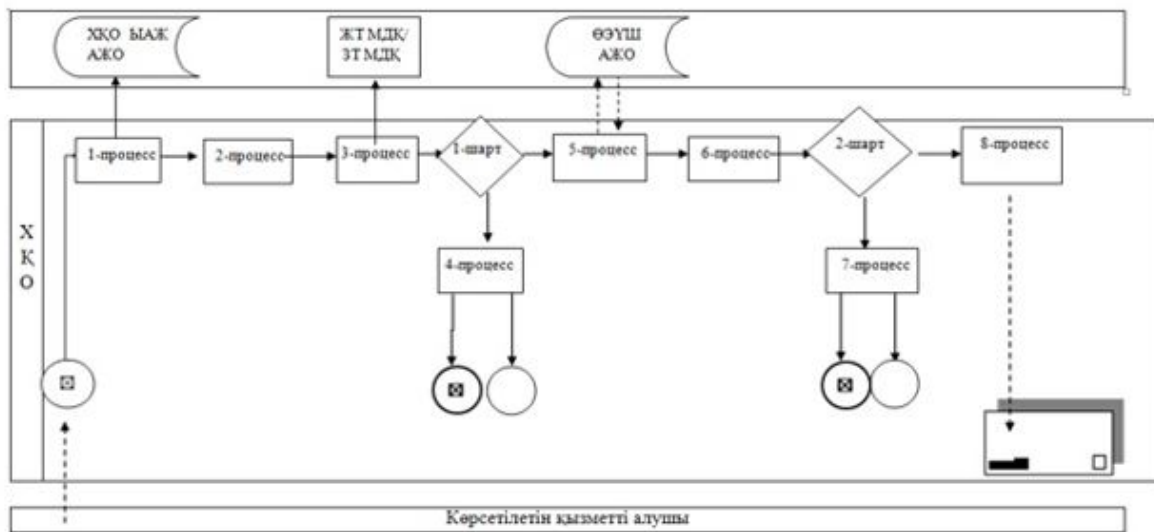 ХҚО ЫАЖ
АЖО
ЖТ МДҚ/
ЗТ МДҚ
ӨЭҮШ
АЖО
1-процесс
2-процесс
3-процесс
1-шарт
5-процесс
6-процесс
2-шарт
8-процесс
Х
Қ
О
4-процесс
7-процесс
Көрсетілетін қызметті алушы